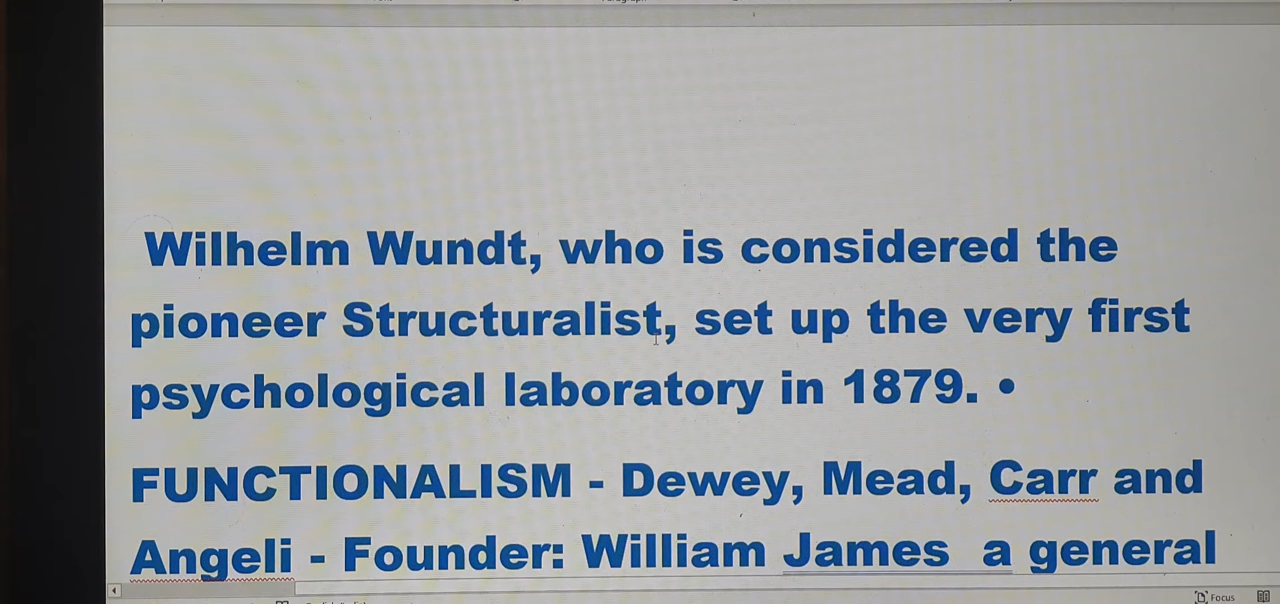 Wilhelm Wundt, who is considered the
pioneer Structuralist, set up the very first
psychological laboratory in 1879. •
FUNCTIONALISM - Dewey, Mead, Carr and
Angeli - Founder: William James a general
Focus